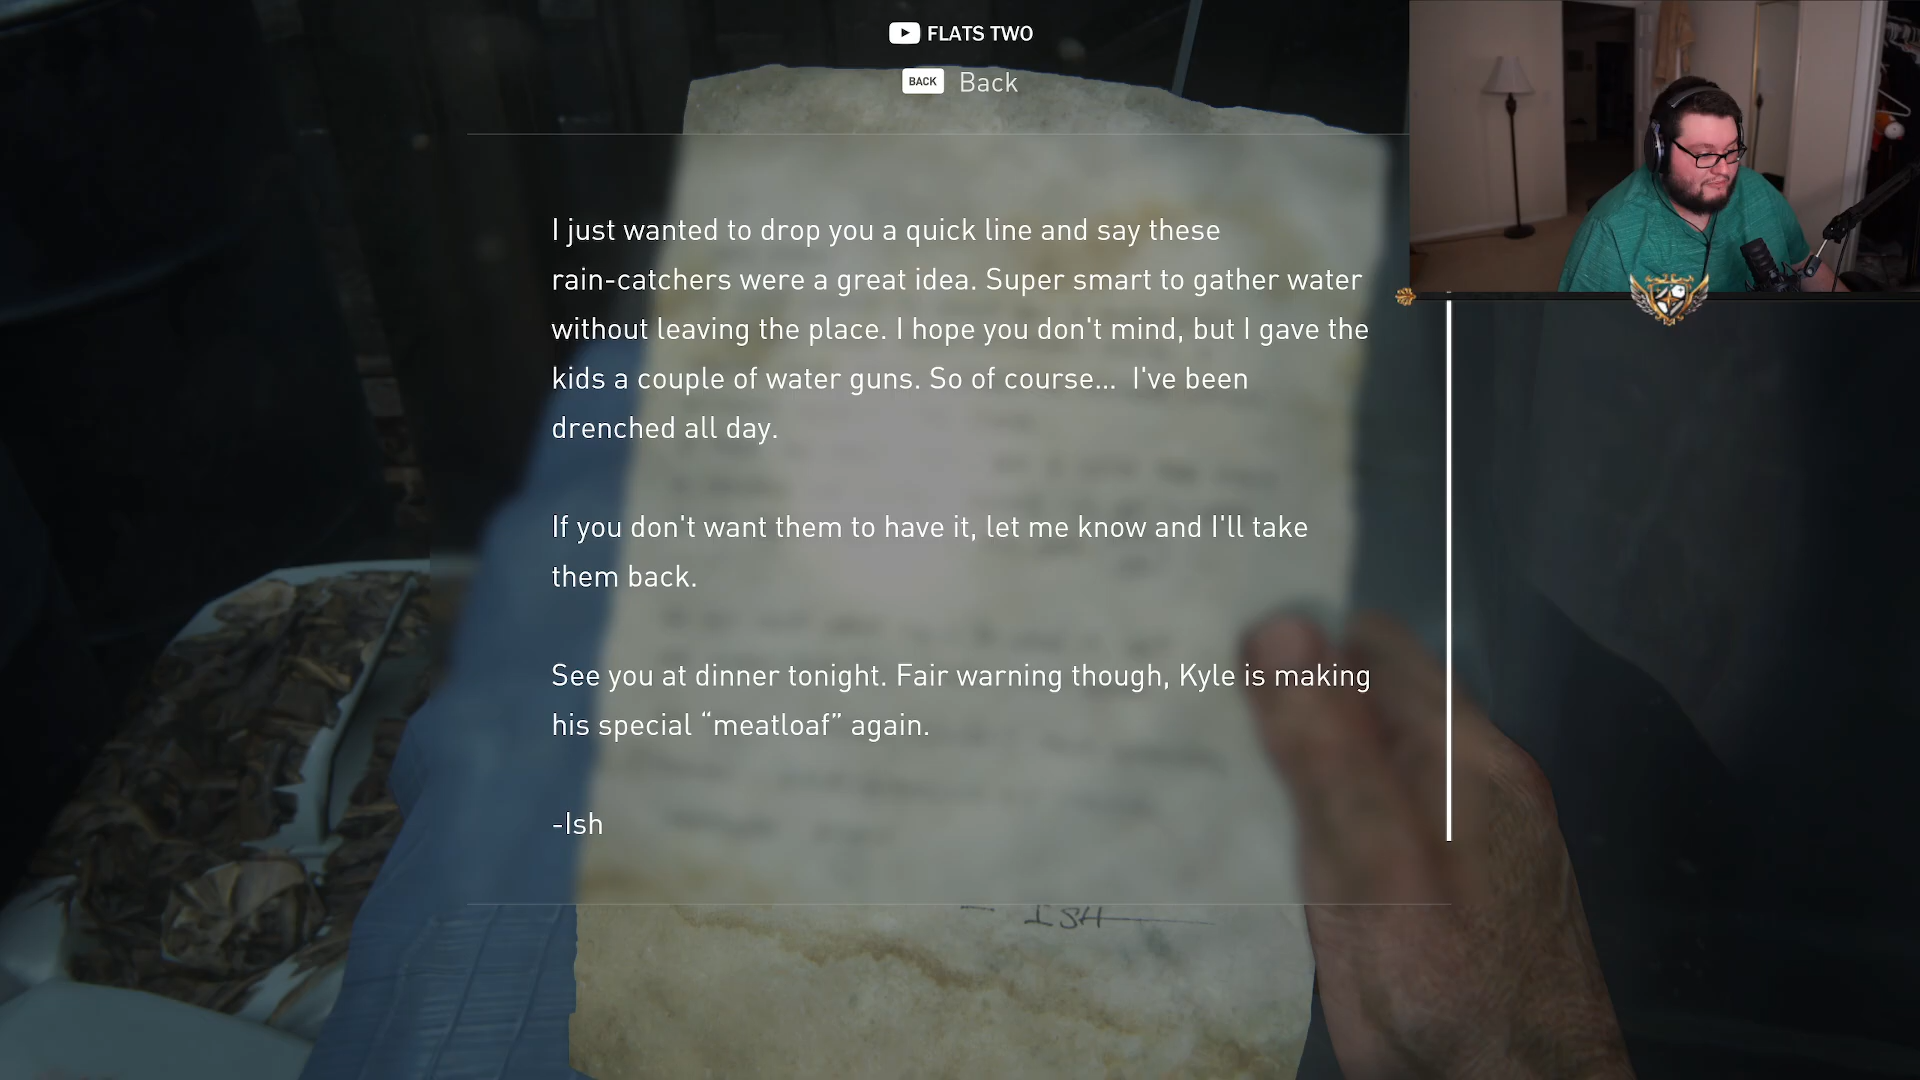 FLATS TWO
BACK Back
I just wanted to drop you a quick line and say these
rain-catchers were a great idea. Super smart to gather water
without leaving the place. I hope you don't mind, but I gave the
kids a couple of water guns. So of course... I've been
drenched all day.
If you don't want them to have it, let me know and I'll take
them back.
See you at dinner tonight. Fair warning though, Kyle is making
his special “meatloaf” again.
-Ish
- ISH